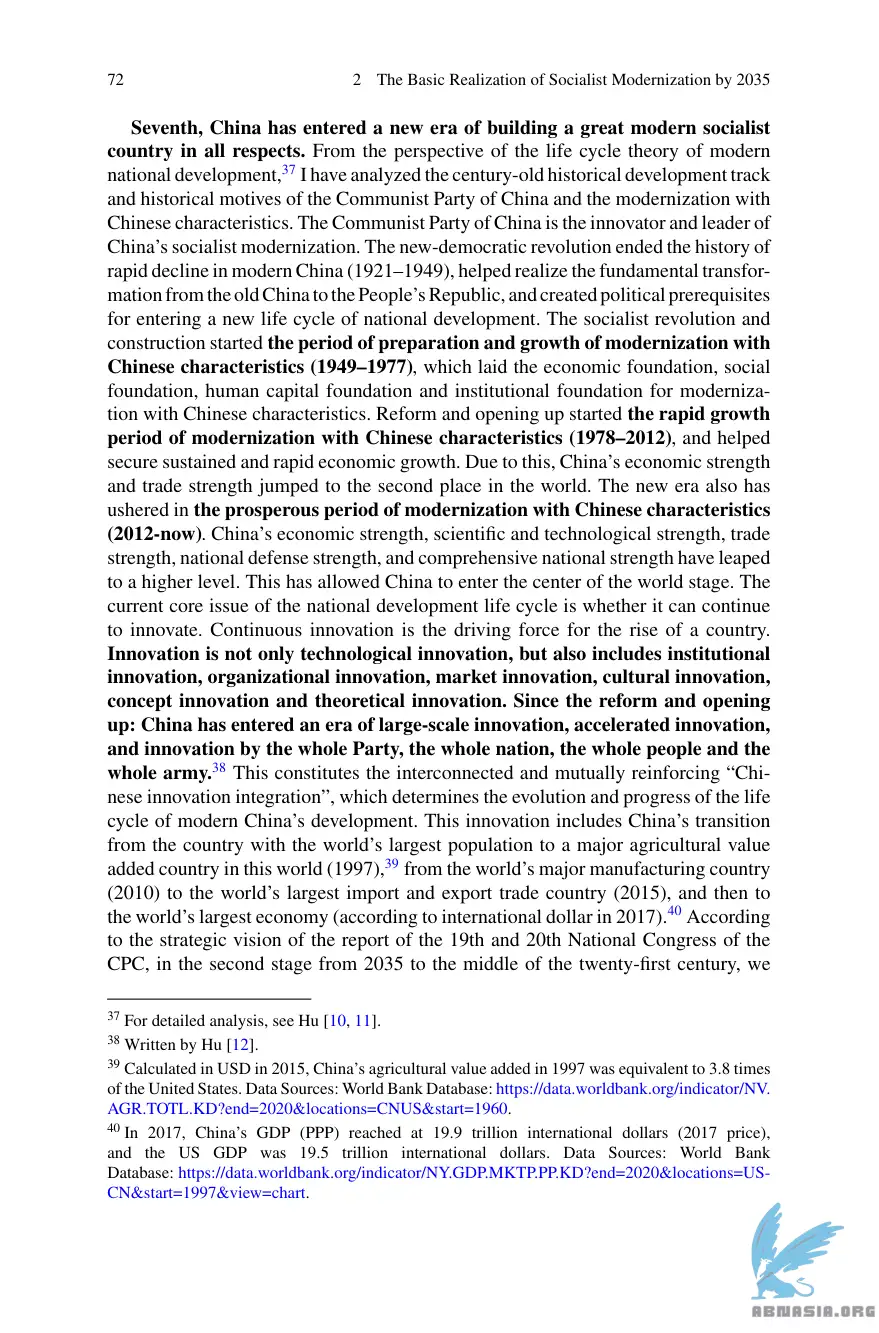 72 2 The Basic Realization of Socialist Modernization by 2035
Seventh, China has entered a new era of building a great modern socialist
country in all respects. From the perspective of the life cycle theory of modern
national development,37 I have analyzed the century-old historical development track
and historical motives of the Communist Party of China and the modernization with
Chinese characteristics. The Communist Party of China is the innovator and leader of
China's socialist modernization. The new-democratic revolution ended the history of
rapid decline in modern China (1921–1949), helped realize the fundamental transfor-
mation from the old China to the People's Republic, and created political prerequisites
for entering a new life cycle of national development. The socialist revolution and
construction started the period of preparation and growth of modernization with
Chinese characteristics (1949–1977), which laid the economic foundation, social
foundation, human capital foundation and institutional foundation for moderniza-
tion with Chinese characteristics. Reform and opening up started the rapid growth
period of modernization with Chinese characteristics (1978–2012), and helped
secure sustained and rapid economic growth. Due to this, China's economic strength
and trade strength jumped to the second place in the world. The new era also has
ushered in the prosperous period of modernization with Chinese characteristics
(2012-now). China's economic strength, scientific and technological strength, trade
strength, national defense strength, and comprehensive national strength have leaped
to a higher level. This has allowed China to enter the center of the world stage. The
current core issue of the national development life cycle is whether it can continue
to innovate. Continuous innovation is the driving force for the rise of a country.
Innovation is not only technological innovation, but also includes institutional
innovation, organizational innovation, market innovation, cultural innovation,
concept innovation and theoretical innovation. Since the reform and opening
up: China has entered an era of large-scale innovation, accelerated innovation,
and innovation by the whole Party, the whole nation, the whole people and the
whole army.38 This constitutes the interconnected and mutually reinforcing “Chi-
nese innovation integration”, which determines the evolution and progress of the life
cycle of modern China's development. This innovation includes China's transition
from the country with the world's largest population to a major agricultural value
added country in this world (1997),39 from the world's major manufacturing country
(2010) to the world's largest import and export trade country (2015), and then to
the world's largest economy (according to international dollar in 2017).40 According
to the strategic vision of the report of the 19th and 20th National Congress of the
CPC, in the second stage from 2035 to the middle of the twenty-first century, we
37 For detailed analysis, see Hu [10, 11].
38 Written by Hu [12].
39 Calculated in USD in 2015, China's agricultural value added in 1997 was equivalent to 3.8 times
of the United States. Data Sources: World Bank Database: https://data.worldbank.org/indicator/NV.
AGR.TOTL.KD?end=2020&locations=CNUS&start=1960.
40 In 2017, China's GDP (PPP) reached at 19.9 trillion international dollars (2017 price),
and the US GDP was 19.5 trillion international dollars. Data Sources: World Bank
Database: https://data.worldbank.org/indicator/NY.GDP.MKTP.PP.KD?end=2020&locations=US-
CN&start=1997&view=chart.
ABNASIA.ORG